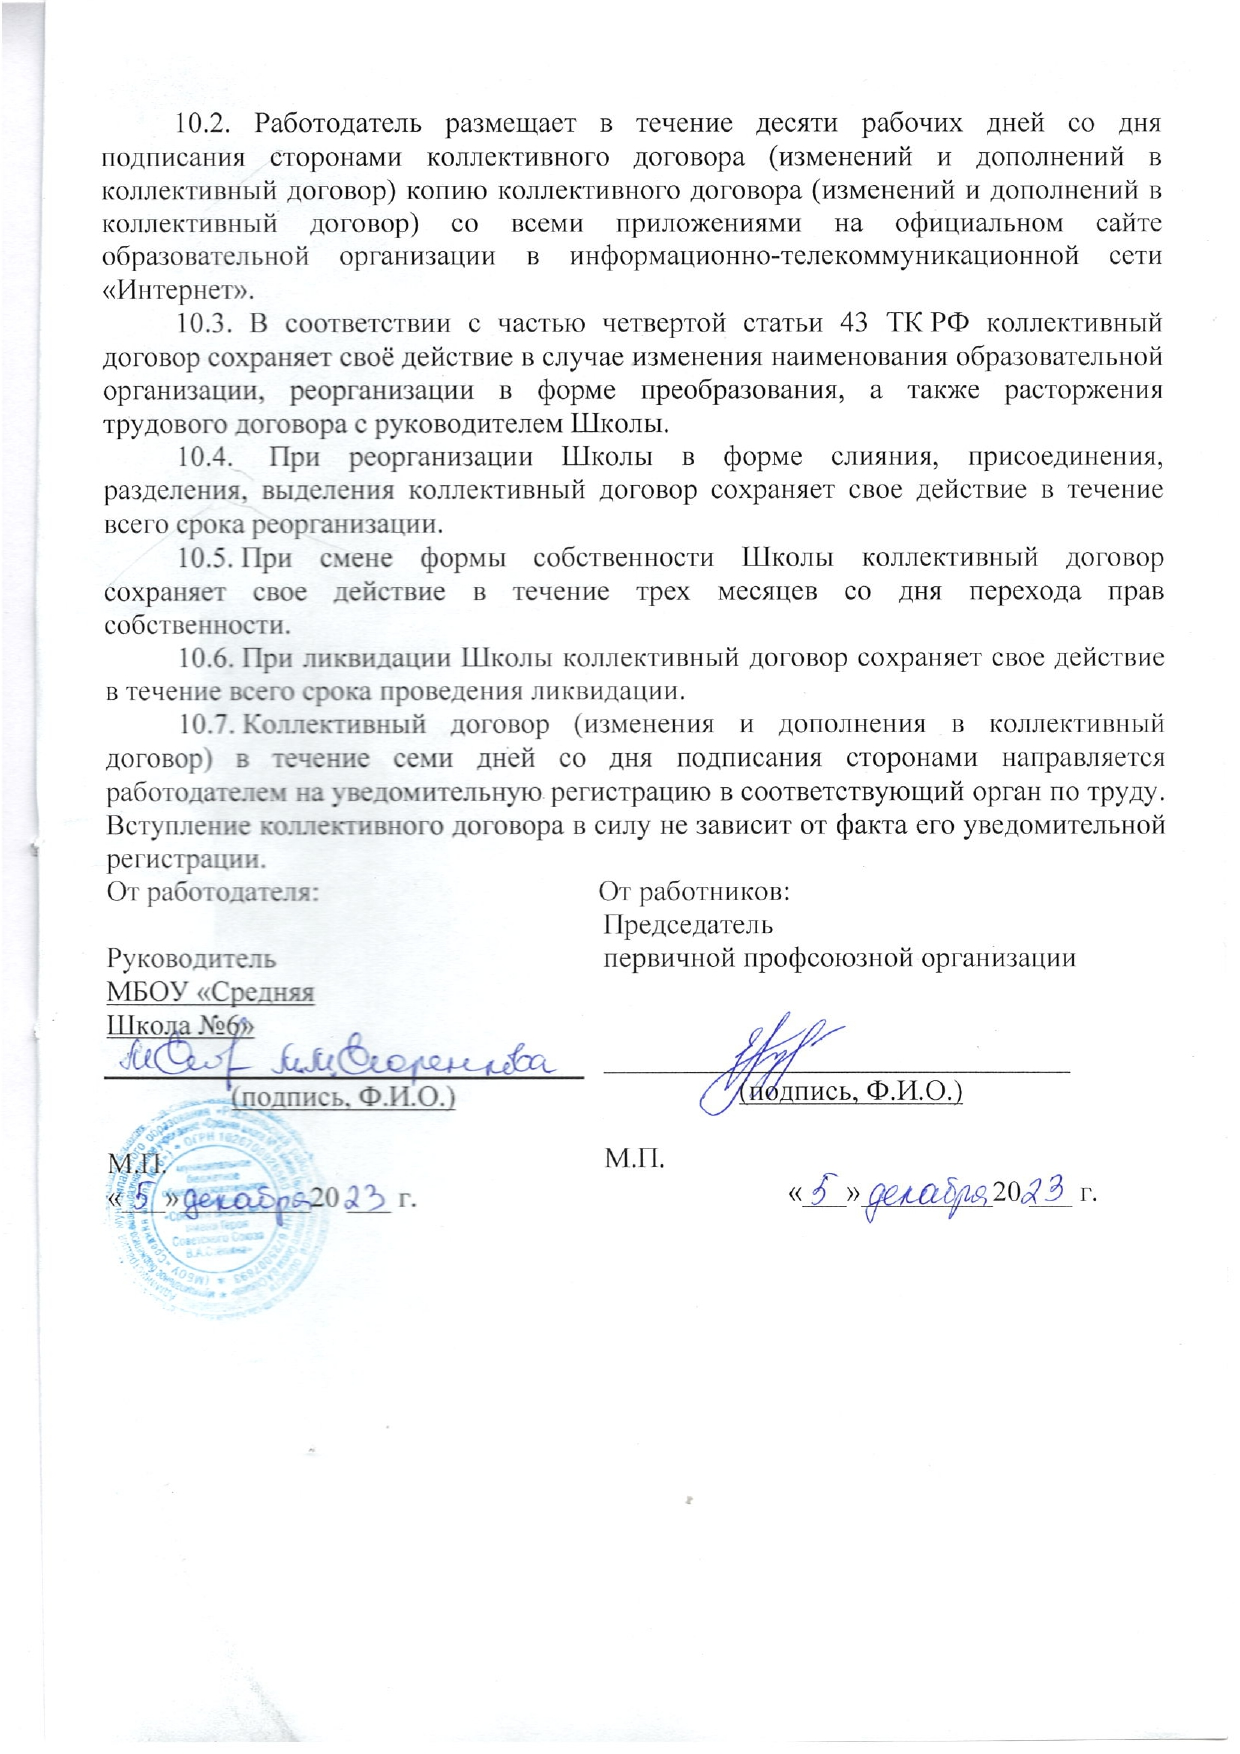 10.2. Работодатель размещает в течение десяти рабочих дней со дня
подписания сторонами коллективного договора (изменений и дополнений в
коллективный договор) копию коллективного договора (изменений и дополнений в
коллективный договор) со всеми приложениями на официальном сайте
образовательной организации в информационно-телекоммуникационной сети
«Интернет».
10.3. В соответствии с частью четвертой статьи 43 ТК РФ коллективный
договор сохраняет своё действие в случае изменения наименования образовательной
организации, реорганизации в форме преобразования, а также расторжения
трудового договора с руководителем Школы.
10.4. При реорганизации Школы в форме слияния, присоединения,
разделения, выделения коллективный договор сохраняет свое действие в течение
всего срока реорганизации.
10.5. При смене формы собственности Школы коллективный договор
сохраняет свое действие в течение трех месяцев со дня перехода прав
собственности.
10.6. При ликвидации Школы коллективный договор сохраняет свое действие
в течение всего срока проведения ликвидации.
10.7. Коллективный договор (изменения и дополнения в коллективный
договор) в течение семи дней со дня подписания сторонами направляется
работодателем на уведомительную регистрацию в соответствующий орган по труду.
Вступление коллективного договора в силу не зависит от факта его уведомительной
регистрации.
От работодателя: От работников:
Председатель
Руководитель первичной профсоюзной организации
МБОУ «Средняя
Школа №6»
(подпись, Ф.И.О.) (подпись, Ф.И.О.)
М.П. М.П.
«5» декабря 2023 г. «5» декабря 2023 г.
Советского Союза